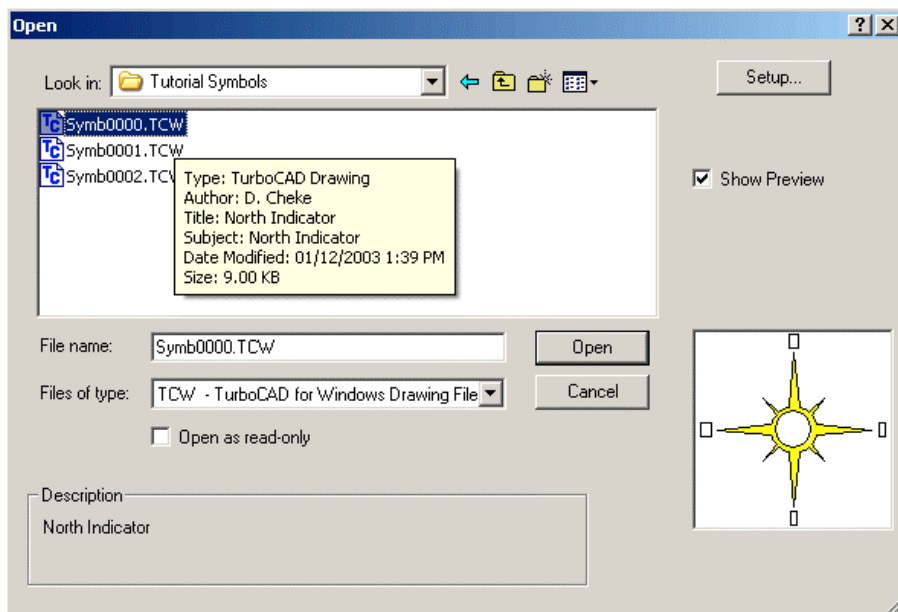 Open
Look in: Tutorial Symbols
Setup...
Symb0000.TCW
Symb0001.TCW
Symb0002.TCW
Type: TurboCAD Drawing
Author: D. Cheke
Title: North Indicator
Subject: North Indicator
Date Modified: 01/12/2003 1:39 PM
Size: 9.00 KB
Show Preview
File name: Symb0000.TCW
Open
Files of type: TCW - TurboCAD for Windows Drawing File
Cancel
Open as read-only
Description
North Indicator